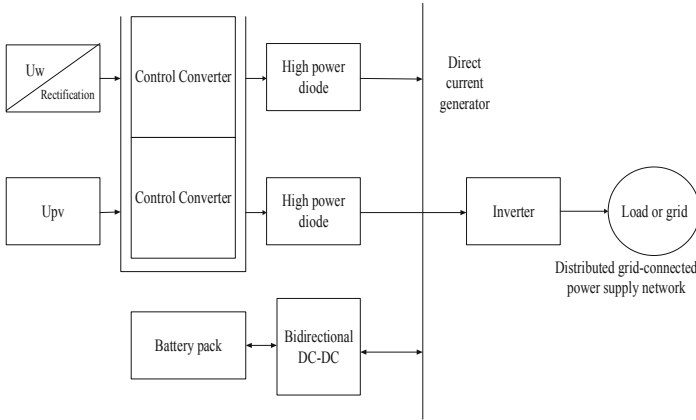 Uw
Rectification
Control Converter
High power
diode
Direct
current
generator
Upv
Control Converter
High power
diode
Inverter
Load or grid
Distributed grid-connected
power supply network
Battery pack
Bidirectional
DC-DC